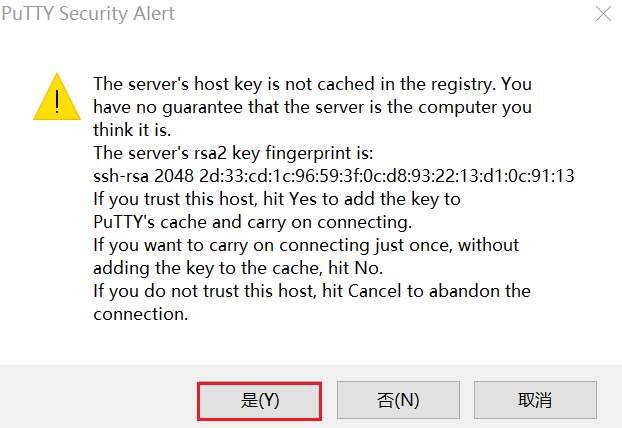 PuTTY Security Alert
The server's host key is not cached in the registry. You
have no guarantee that the server is the computer you
think it is.
The server's rsa2 key fingerprint is:
ssh-rsa 2048 2d:33:cd:1c:96:59:3f:0c:d8:93:22:13:d1:0c:91:13
If you trust this host, hit Yes to add the key to
PuTTY's cache and carry on connecting.
If you want to carry on connecting just once, without
adding the key to the cache, hit No.
If you do not trust this host, hit Cancel to abandon the
connection.
是(Y) 否(N) 取消